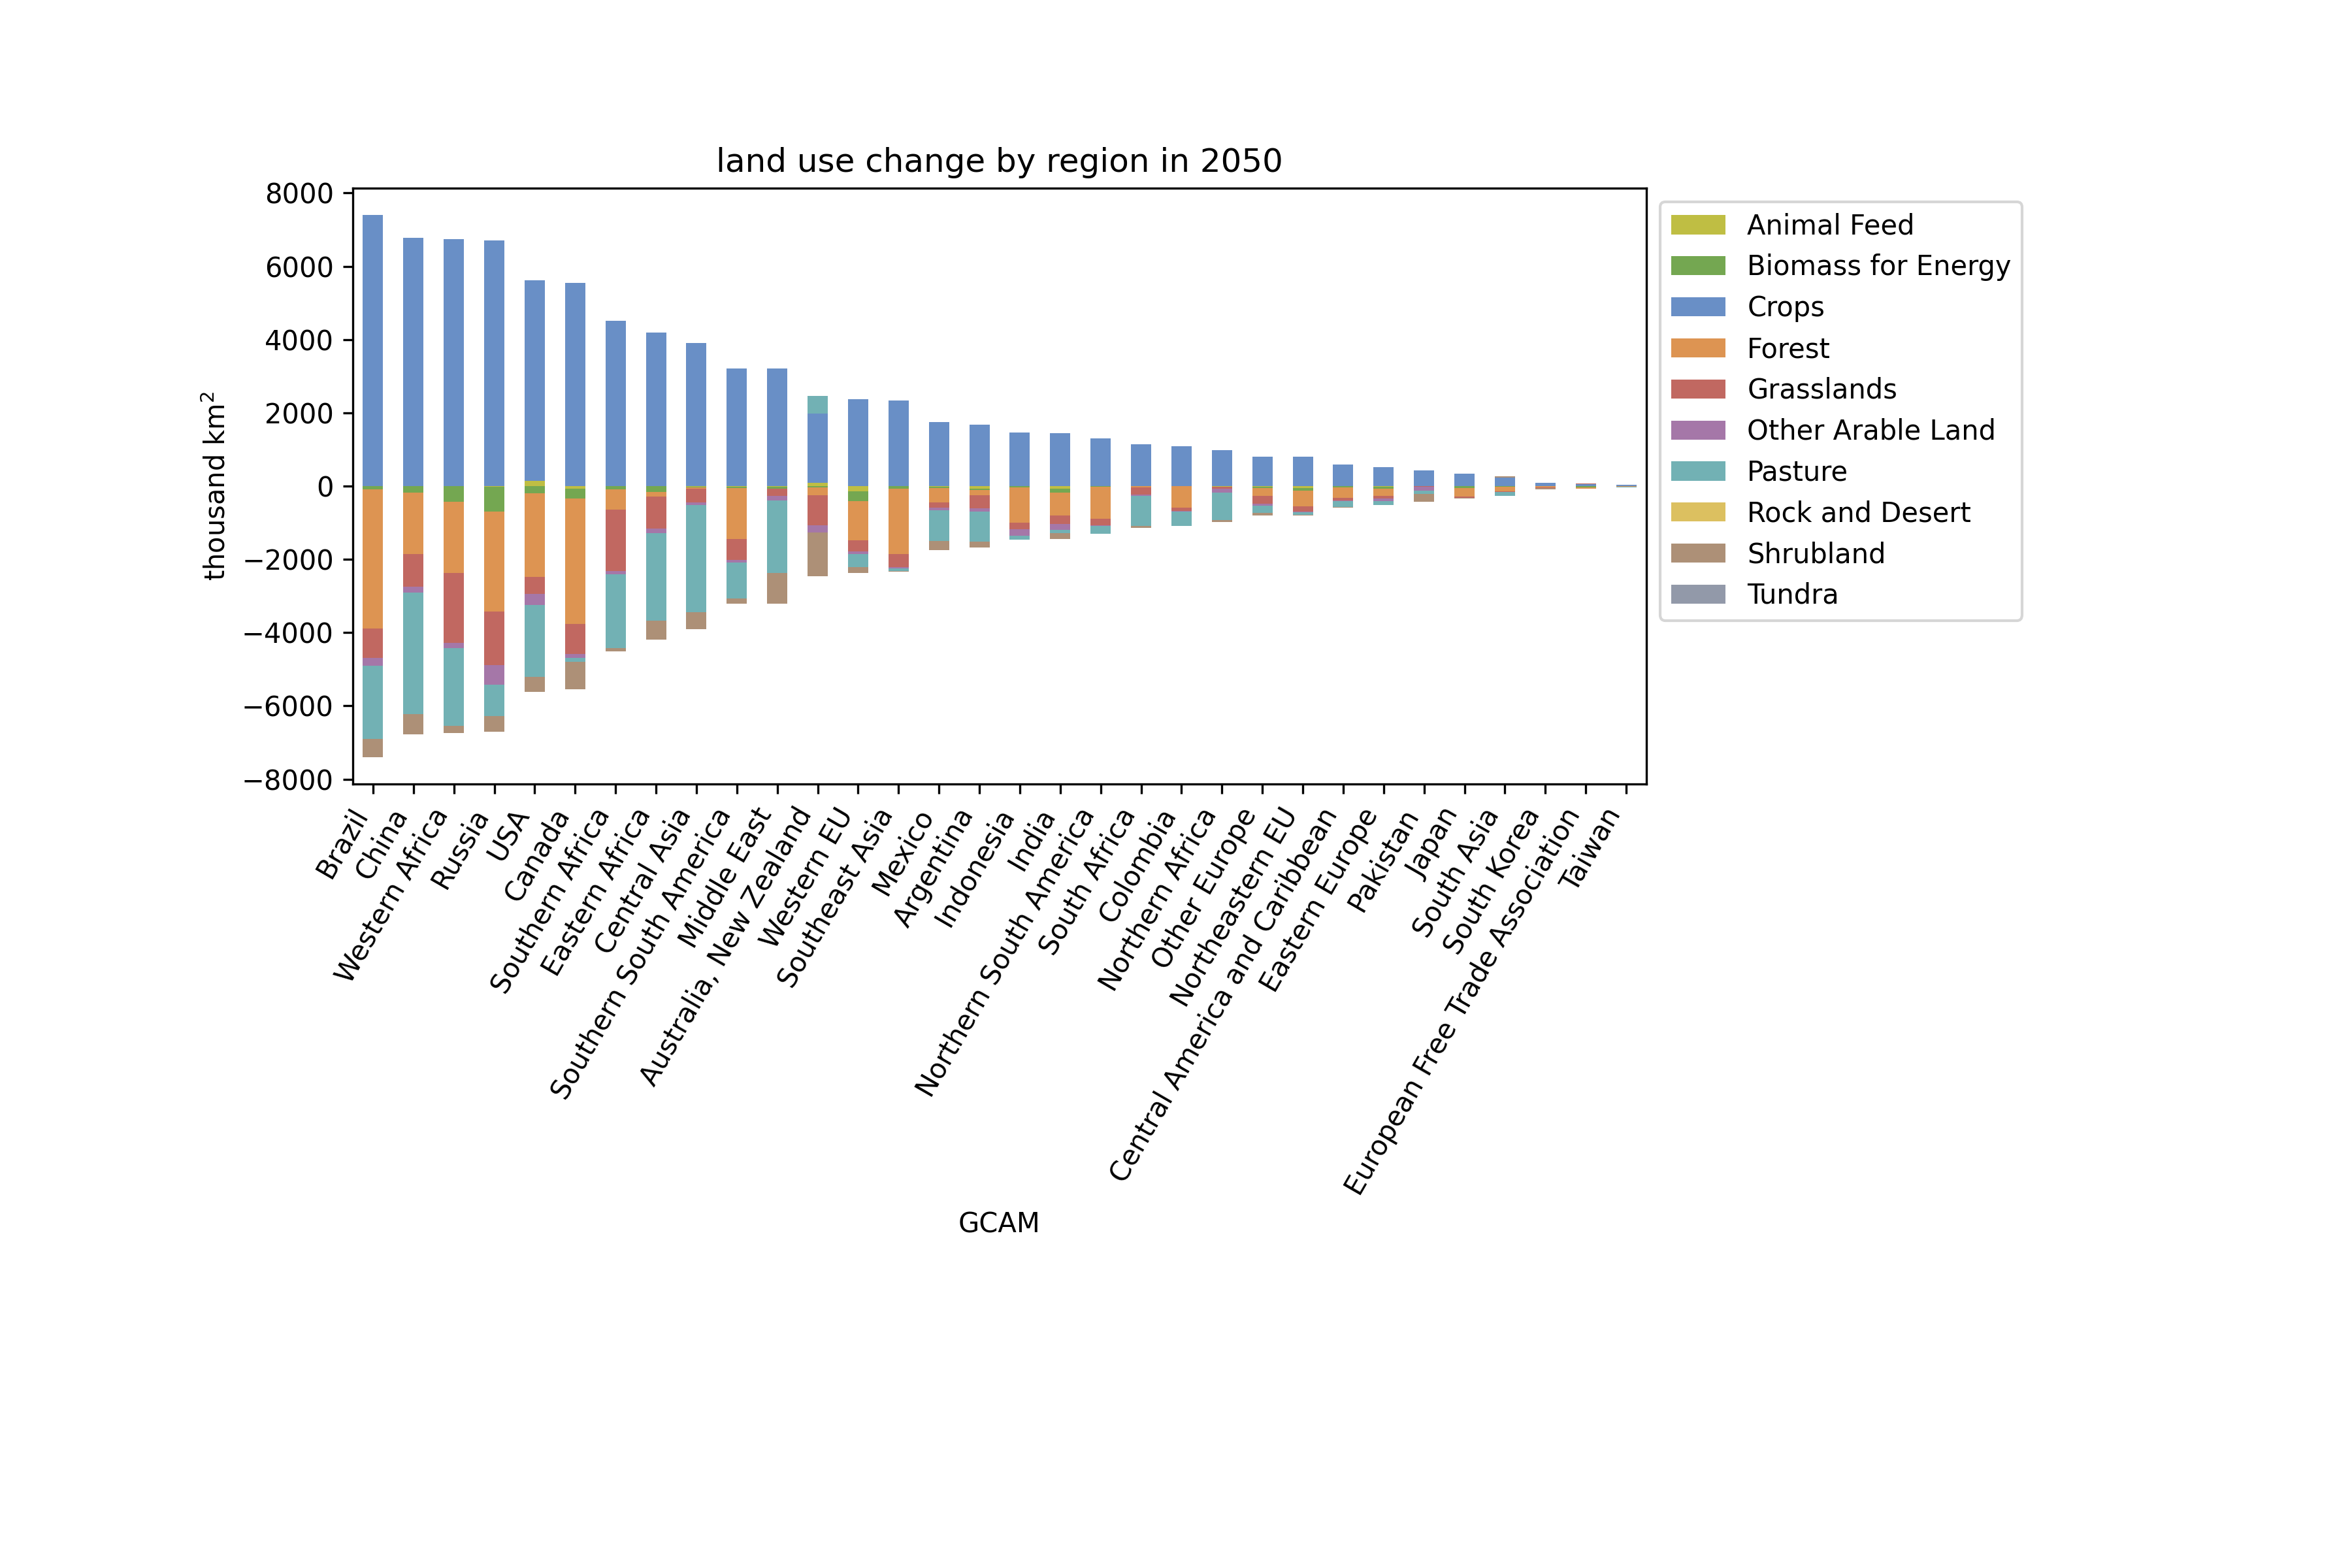 land use change by region in 2050
thousand km²
8000
6000
4000
2000
0
−2000
−4000
−6000
−8000
Animal Feed
Biomass for Energy
Crops
Forest
Grasslands
Other Arable Land
Pasture
Rock and Desert
Shrubland
Tundra
Brazil
China
Western Africa
Russia
USA
Canada
Southern Africa
Eastern Africa
Central Asia
Southern South America
Middle East
Australia, New Zealand
Western EU
Southeast Asia
Mexico
Argentina
Indonesia
India
Northern South America
South Africa
Colombia
Northern Africa
Other Europe
Northeastern EU
Central America and Caribbean
Eastern Europe
Pakistan
Japan
South Asia
South Korea
European Free Trade Association
Taiwan
GCAM